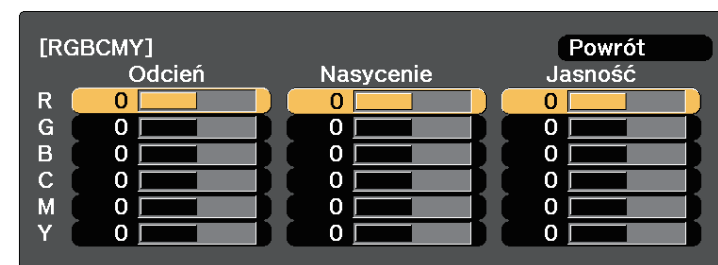 [RGBCMY] Powrót
Odcień Nasycenie Jasność
R 0 0 0
G 0 0 0
B 0 0 0
C 0 0 0
M 0 0 0
Y 0 0 0